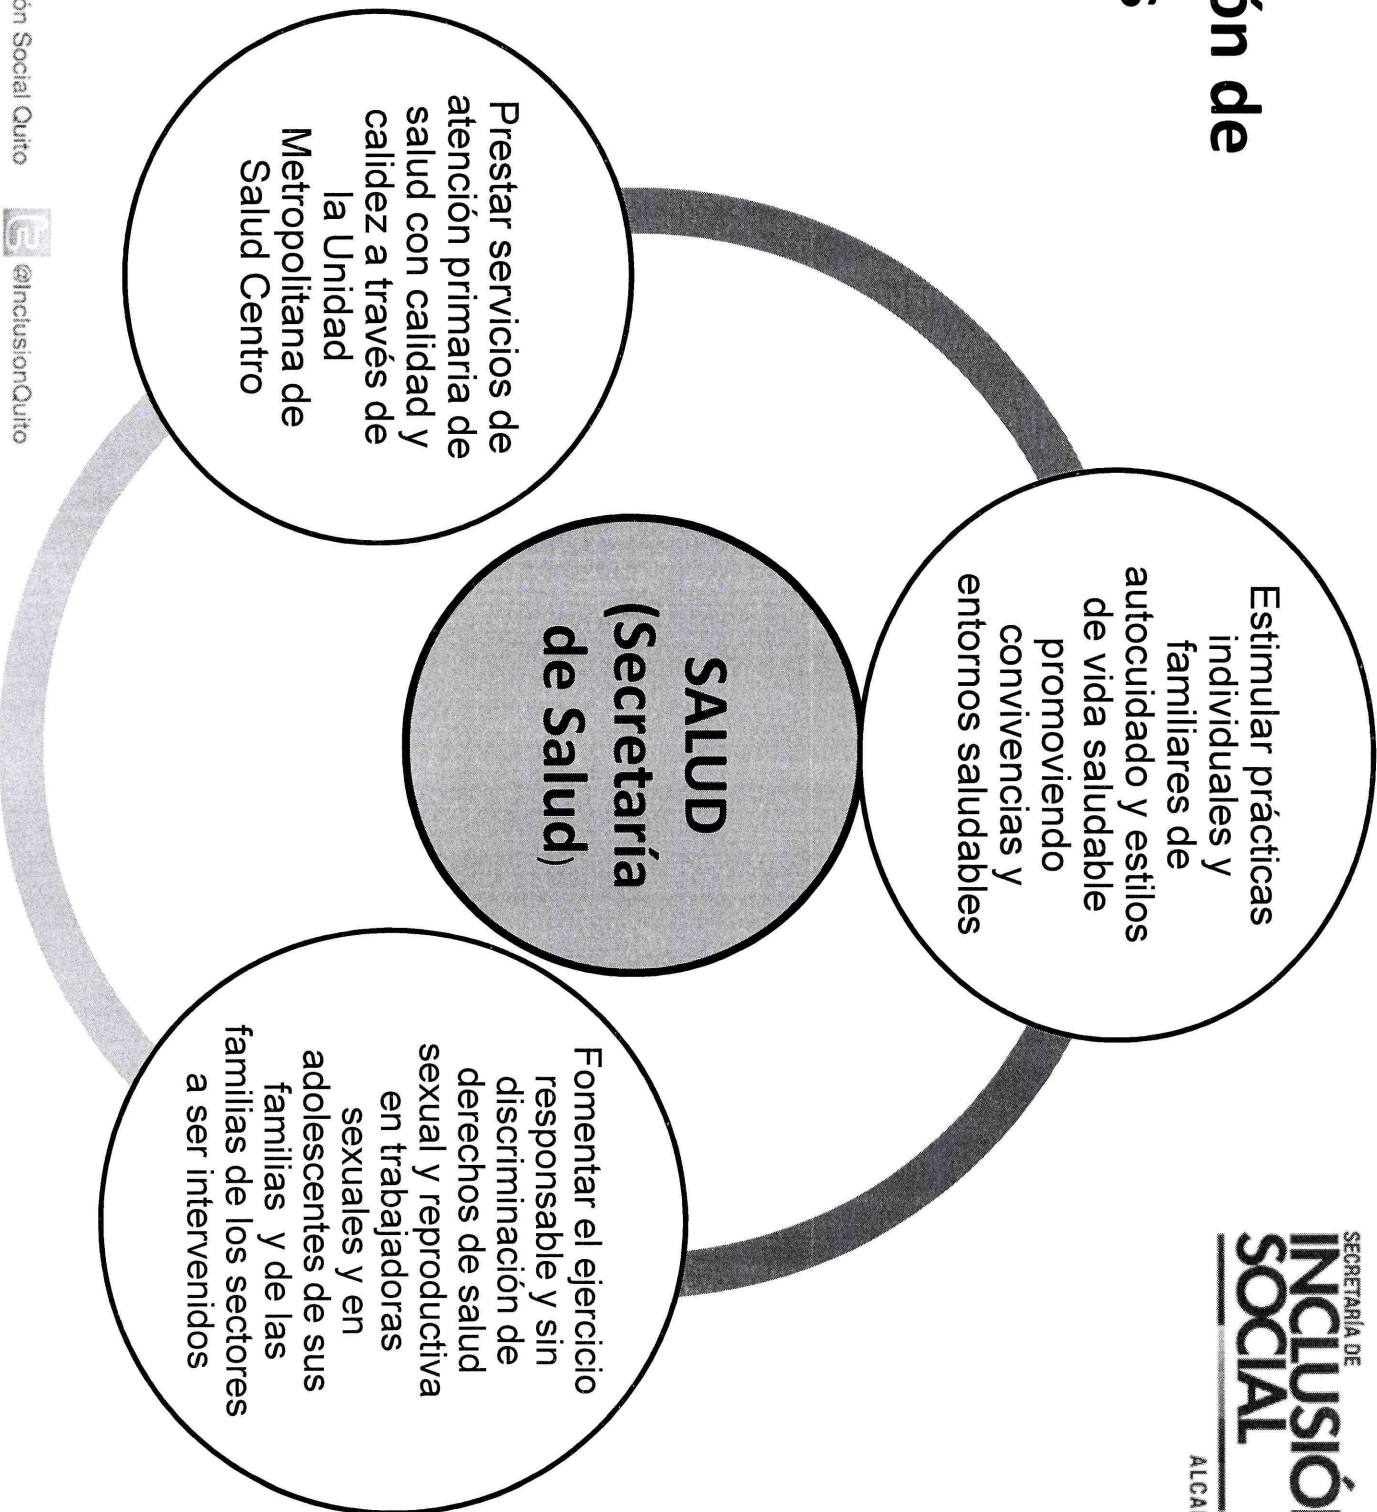 ón de
SECRETARÍA DE
INCLUSIÓ
SOCIAL
ALCA
Estimular prácticas
individuales y
familiares de
autocuidado y estilos
de vida saludable
promoviendo
convivencias y
entornos saludables
SALUD
(Secretaría
de Salud)
Prestar servicios de
atención primaria de
salud con calidad y
calidez a través de
la Unidad
Metropolitana de
Salud Centro
Fomentar el ejercicio
responsable y sin
discriminación de
derechos de salud
sexual y reproductiva
en trabajadoras
sexuales y en
adolescentes de sus
familias y de las
familias de los sectores
a ser intervenidos
ón Social Quito @InclusionQuito